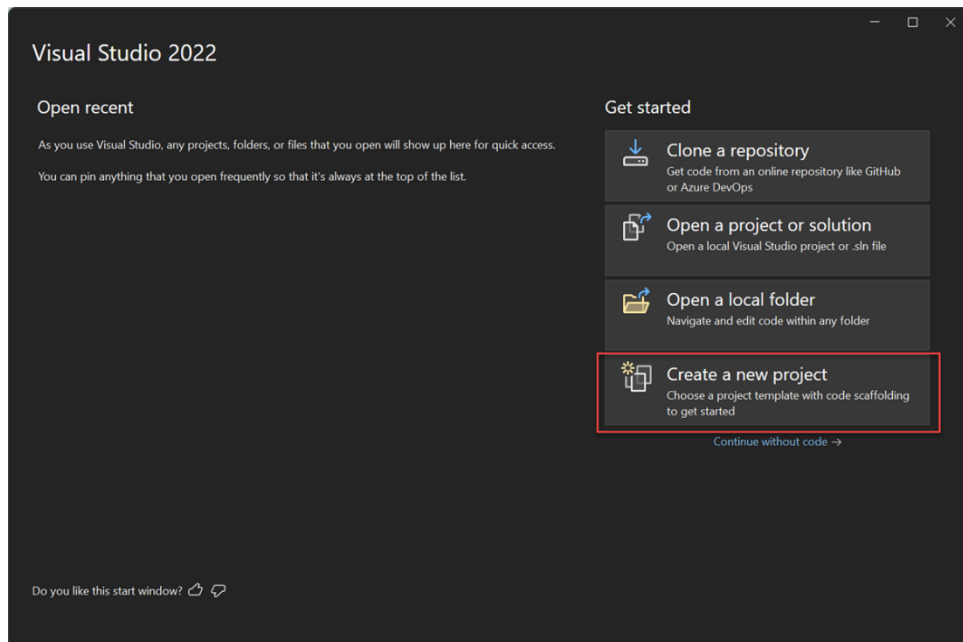 Visual Studio 2022
Open recent
As you use Visual Studio, any projects, folders, or files that you open will show up here for quick access.
You can pin anything that you open frequently so that it's always at the top of the list.
Get started
Clone a repository
Get code from an online repository like GitHub
or Azure DevOps
Open a project or solution
Open a local Visual Studio project or .sln file
Open a local folder
Navigate and edit code within any folder
Create a new project
Choose a project template with code scaffolding
to get started
Continue without code →
Do you like this start window?